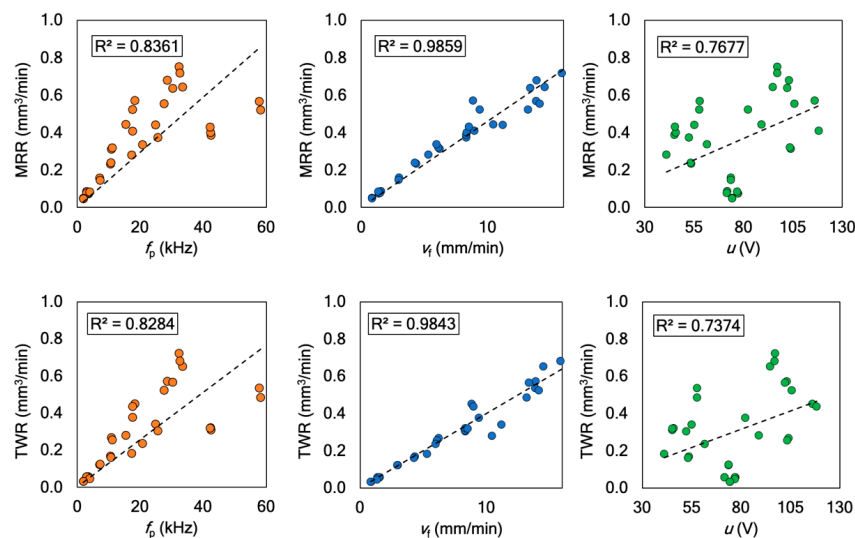 MRR (mm³/min)
1.0
0.8
0.6
0.4
0.2
0.0
R² = 0.8361
0 20 40 60
fp (kHz)
MRR (mm³/min)
1.0
0.8
0.6
0.4
0.2
0.0
R² = 0.9859
0 10
vf (mm/min)
MRR (mm³/min)
1.0
0.8
0.6
0.4
0.2
0.0
R² = 0.7677
30 55 80 105 130
u (V)
TWR (mm³/min)
1.0
0.8
0.6
0.4
0.2
0.0
R² = 0.8284
0 20 40 60
fp (kHz)
TWR (mm³/min)
1.0
0.8
0.6
0.4
0.2
0.0
R² = 0.9843
0 10
vf (mm/min)
TWR (mm³/min)
1.0
0.8
0.6
0.4
0.2
0.0
R² = 0.7374
30 55 80 105 130
u (V)